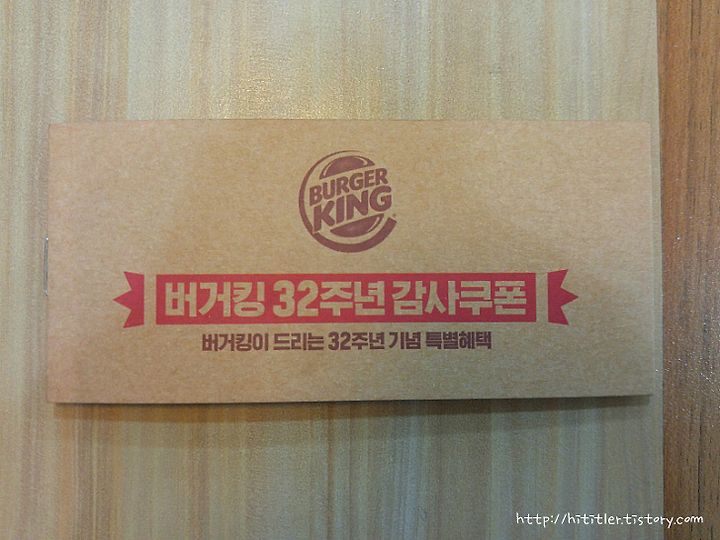 BURGER
KING®
버거킹 32주년 감사쿠폰
버거킹이 드리는 32주년 기념 특별혜택
http://hititler.tistory.com